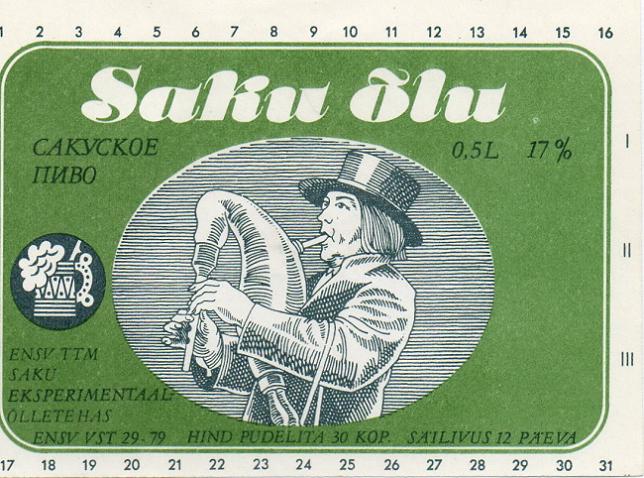 1 2 3 4 5 6 7 8 9 10 11 12 13 14 15 16
Saku õlu
САКУСКОЕ
ПИВО
0,5L 17%
I
II
III
ENSV TTM
SAKU
EKSPERIMENTAAL-
ÕLLETEHAS
ENSV VST 29-79 HIND PUDELITA 30 KOP. SÄILIVUS 12 PÄEVA
17 18 19 20 21 22 23 24 25 26 27 28 29 30 31